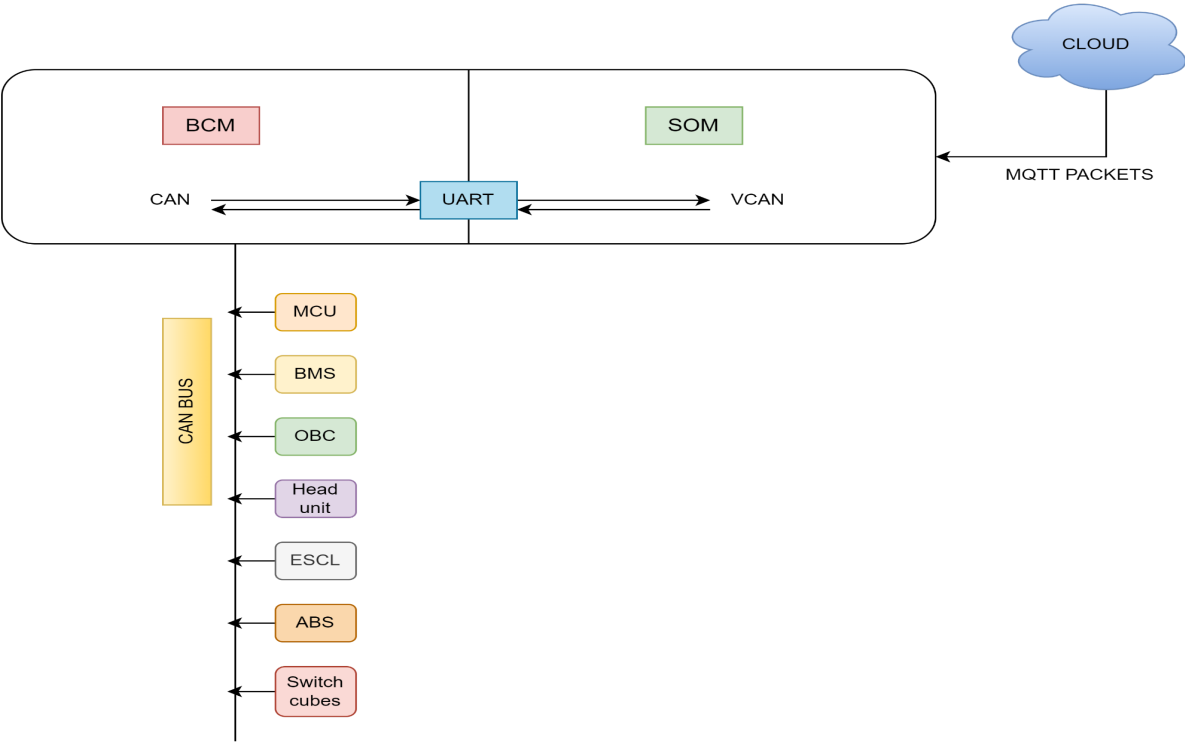 CLOUD
BCM
SOM
MQTT PACKETS
CAN
UART
VCAN
MCU
CAN BUS
BMS
OBC
Head
unit
ESCL
ABS
Switch
cubes